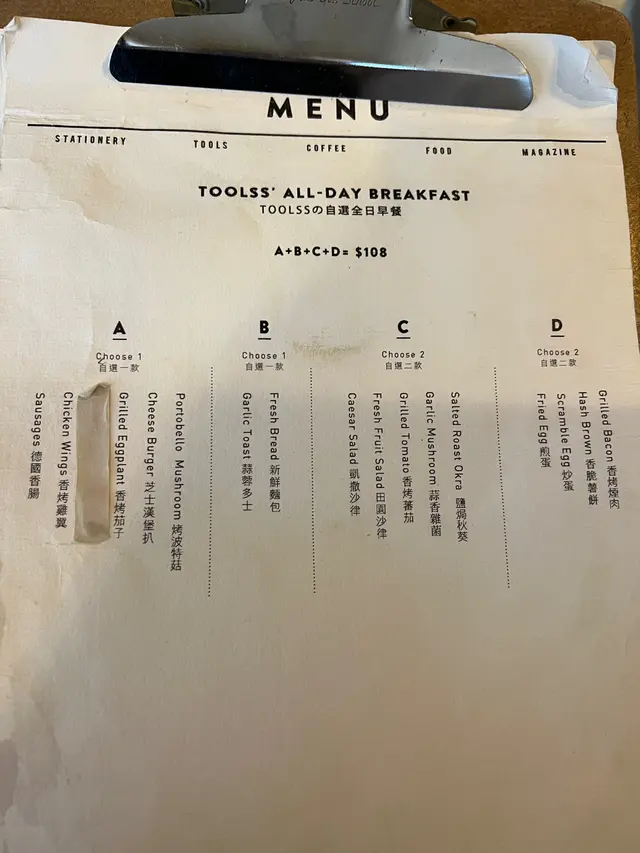 MENU
STATIONERY
TOOLS
COFFEE
FOOD
MAGAZINE
TOOLSS' ALL-DAY BREAKFAST
TOOLSSの自選全日早餐
A+B+C+D= $108
A
Choose 1
自選一款
Portobello Mushroom 烤波特菇
Cheese Burger 芝士漢堡扒
Grilled Eggplant 香烤茄子
Chicken Wings 香烤雞翼
Sausages 德國香腸
B
Choose 1
自選一款
Fresh Bread 新鮮麵包
Garlic Toast 蒜蓉多士
C
Choose 2
自選二款
Salted Roast Okra 鹽焗秋葵
Garlic Mushroom 蒜香雜菌
Grilled Tomato 香烤蕃茄
Fresh Fruit Salad 田園沙律
Caesar Salad 凱撒沙律
D
Choose 2
自選二款
Grilled Bacon 香烤煙肉
Hash Brown 香脆薯餅
Scramble Egg 炒蛋
Fried Egg 煎蛋